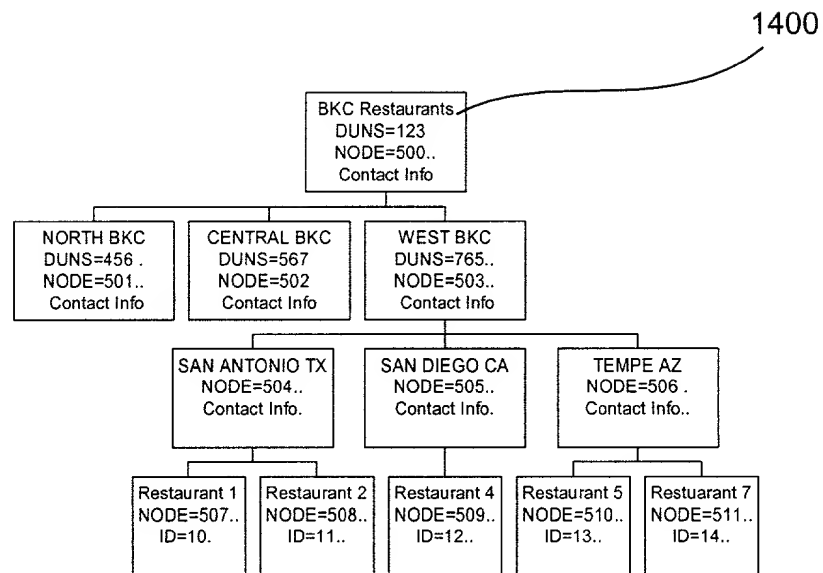 1400
BKC Restaurants
DUNS=123
NODE=500..
Contact Info
NORTH BKC
DUNS=456 .
NODE=501..
Contact Info
CENTRAL BKC
DUNS=567
NODE=502
Contact Info
WEST BKC
DUNS=765..
NODE=503..
Contact Info
SAN ANTONIO TX
NODE=504..
Contact Info.
SAN DIEGO CA
NODE=505..
Contact Info.
TEMPE AZ
NODE=506 .
Contact Info..
Restaurant 1
NODE=507..
ID=10.
Restaurant 2
NODE=508..
ID=11..
Restaurant 4
NODE=509..
ID=12..
Restaurant 5
NODE=510..
ID=13..
Restuarant 7
NODE=511..
ID=14..